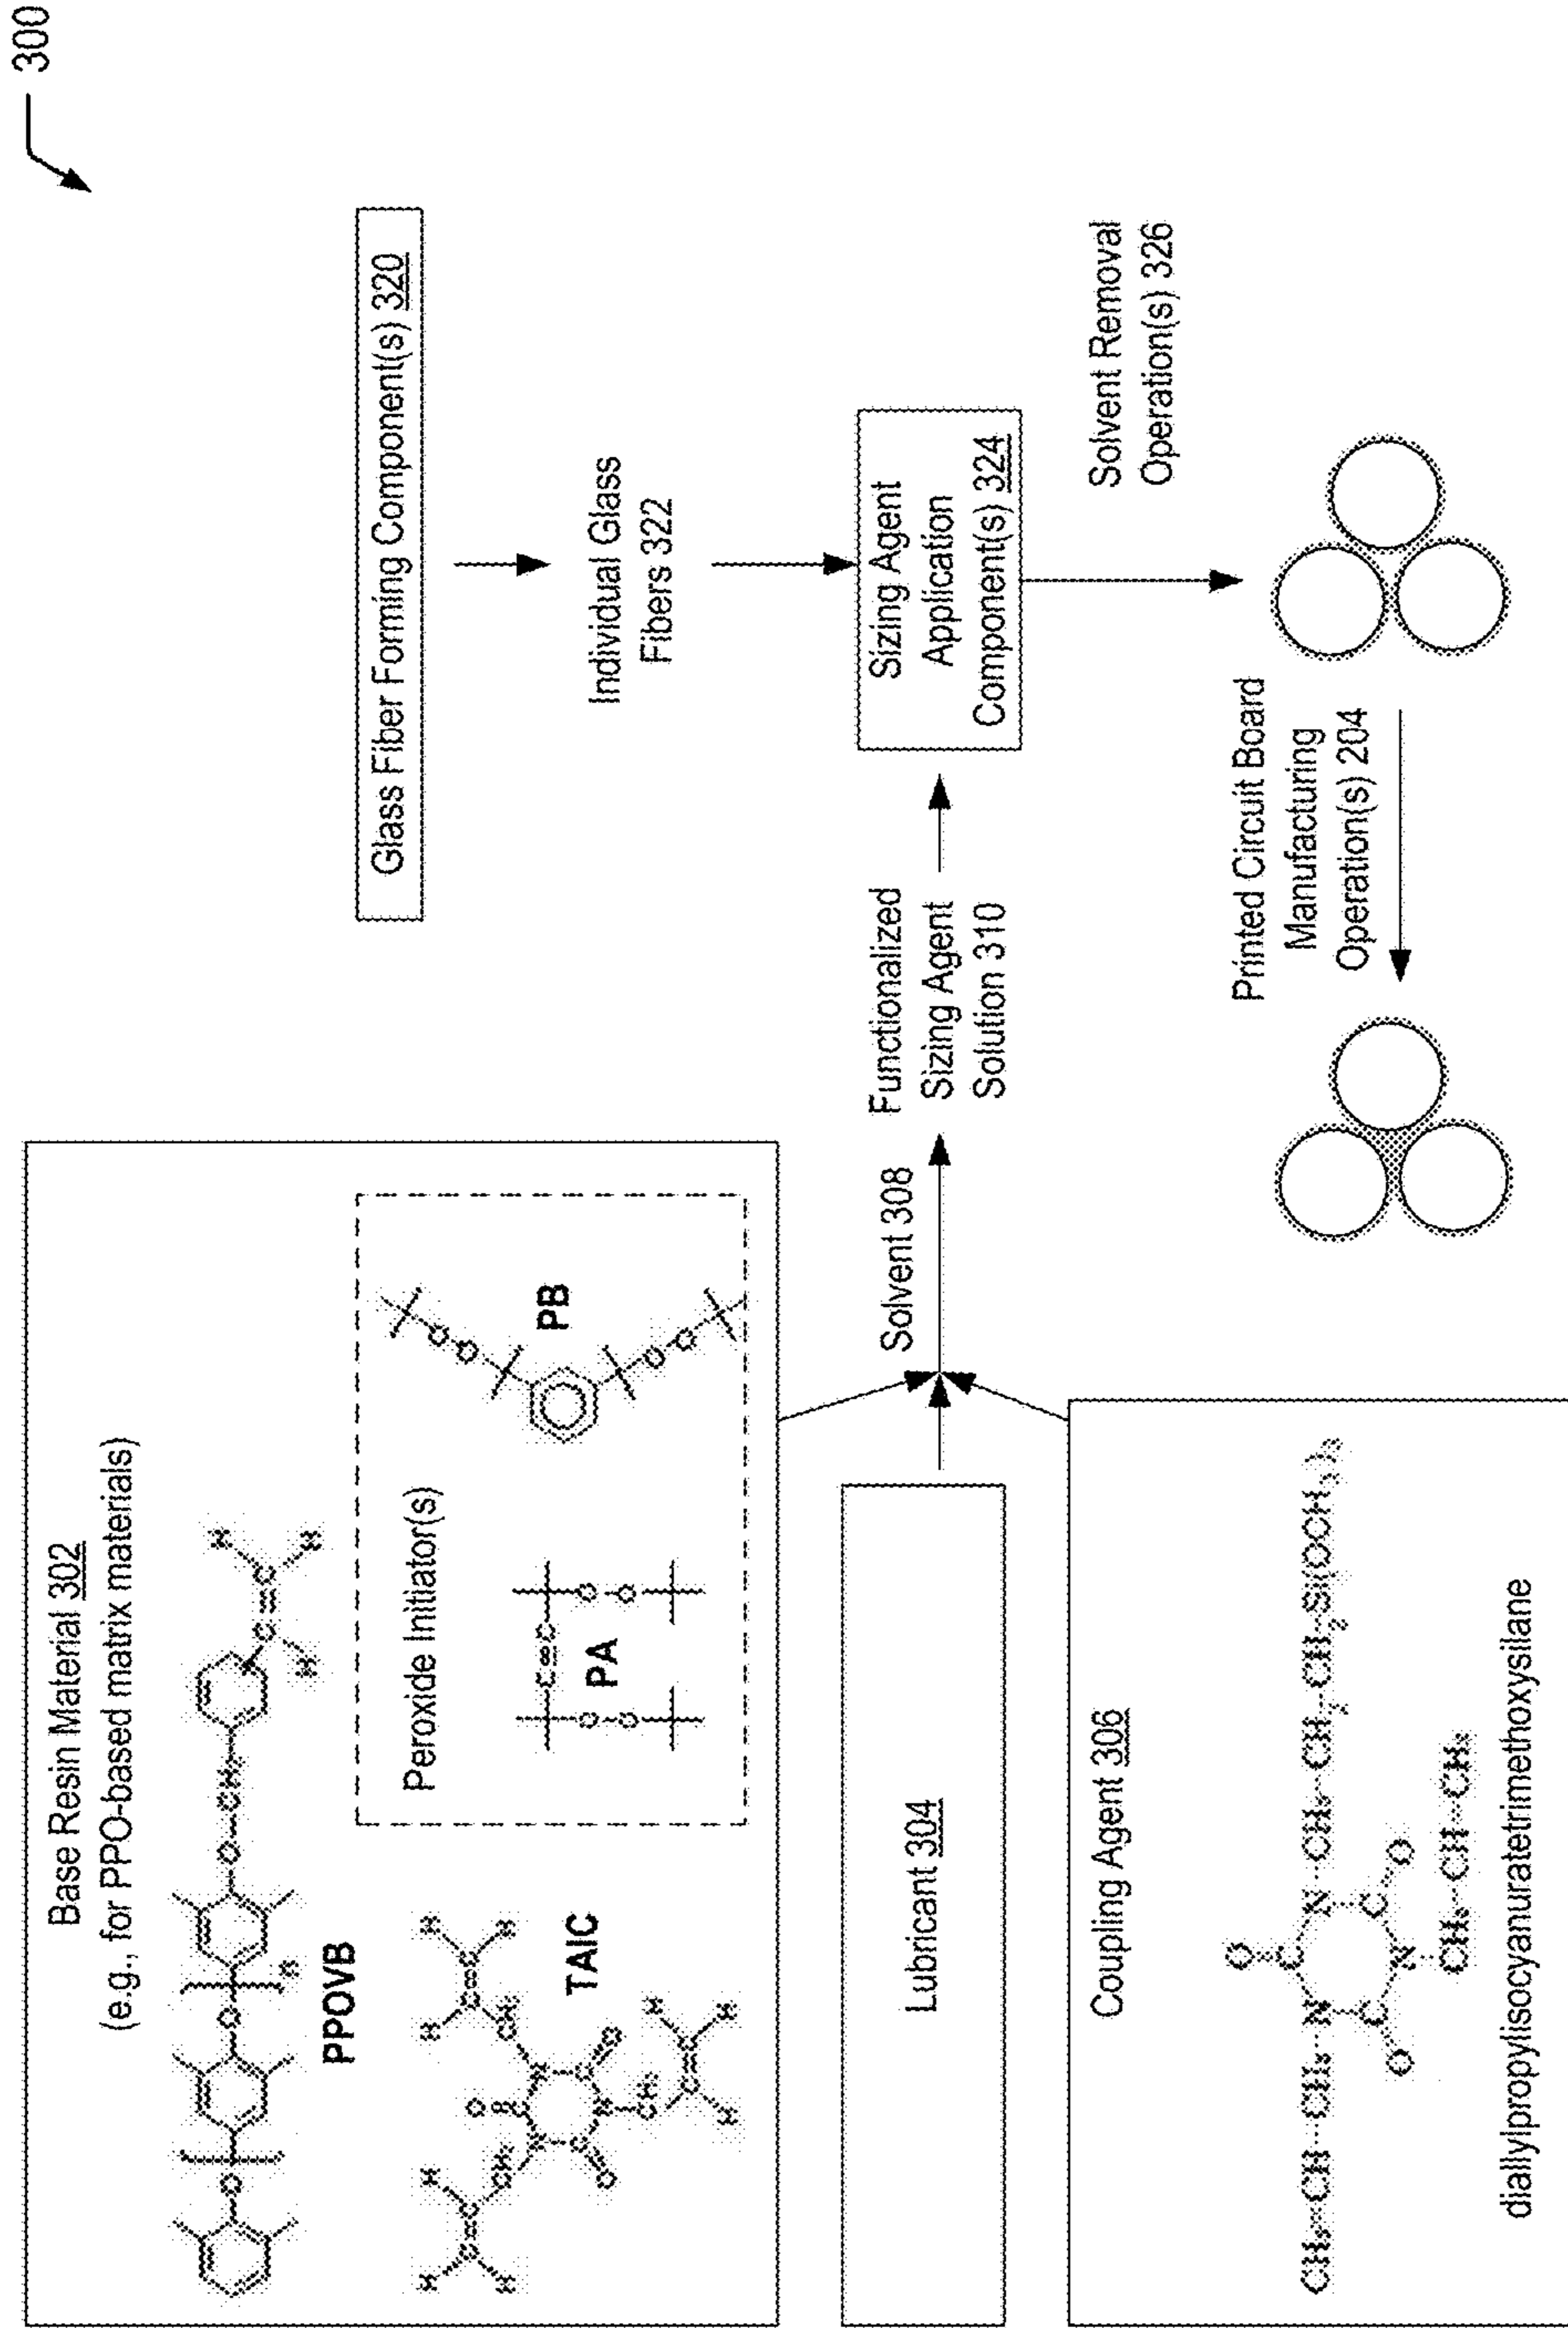 300
Base Resin Material 302
(e.g., for PPO-based matrix materials)
PPOVB
TAIC
Peroxide Initiator(s)
PA
PB
Lubricant 304
Coupling Agent 306
diallylpropylisocyanuratetrimethoxysilane
Solvent 308
Functionalized
Sizing Agent
Solution 310
Glass Fiber Forming Component(s) 320
Individual Glass
Fibers 322
Sizing Agent
Application
Component(s) 324
Solvent Removal
Operation(s) 326
Printed Circuit Board
Manufacturing
Operation(s) 204